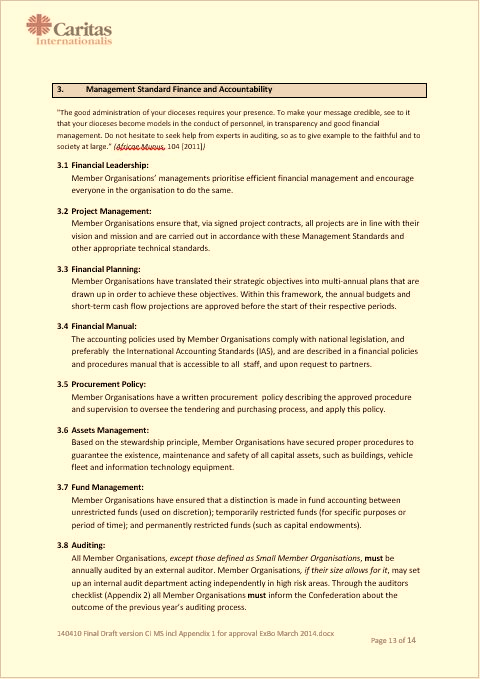 Caritas
Internationalis
3. Management Standard Finance and Accountability
"The good administration of your dioceses requires your presence. To make your message credible, see to it
that your dioceses become models in the conduct of personnel, in transparency and good financial
management. Do not hesitate to seek help from experts in auditing, so as to give example to the faithful and to
society at large." (Africae Munus, 104 [2011])
3.1 Financial Leadership:
Member Organisations' managements prioritise efficient financial management and encourage
everyone in the organisation to do the same.
3.2 Project Management:
Member Organisations ensure that, via signed project contracts, all projects are in line with their
vision and mission and are carried out in accordance with these Management Standards and
other appropriate technical standards.
3.3 Financial Planning:
Member Organisations have translated their strategic objectives into multi-annual plans that are
drawn up in order to achieve these objectives. Within this framework, the annual budgets and
short-term cash flow projections are approved before the start of their respective periods.
3.4 Financial Manual:
The accounting policies used by Member Organisations comply with national legislation, and
preferably the International Accounting Standards (IAS), and are described in a financial policies
and procedures manual that is accessible to all staff, and upon request to partners.
3.5 Procurement Policy:
Member Organisations have a written procurement policy describing the approved procedure
and supervision to oversee the tendering and purchasing process, and apply this policy.
3.6 Assets Management:
Based on the stewardship principle, Member Organisations have secured proper procedures to
guarantee the existence, maintenance and safety of all capital assets, such as buildings, vehicle
fleet and information technology equipment.
3.7 Fund Management:
Member Organisations have ensured that a distinction is made in fund accounting between
unrestricted funds (used on discretion); temporarily restricted funds (for specific purposes or
period of time); and permanently restricted funds (such as capital endowments).
3.8 Auditing:
All Member Organisations, except those defined as Small Member Organisations, must be
annually audited by an external auditor. Member Organisations, if their size allows for it, may set
up an internal audit department acting independently in high risk areas. Through the auditors
checklist (Appendix 2) all Member Organisations must inform the Confederation about the
outcome of the previous year's auditing process.
140410 Final Draft version CI MS incl Appendix 1 for approval ExBo March 2014.docx
Page 13 of 14